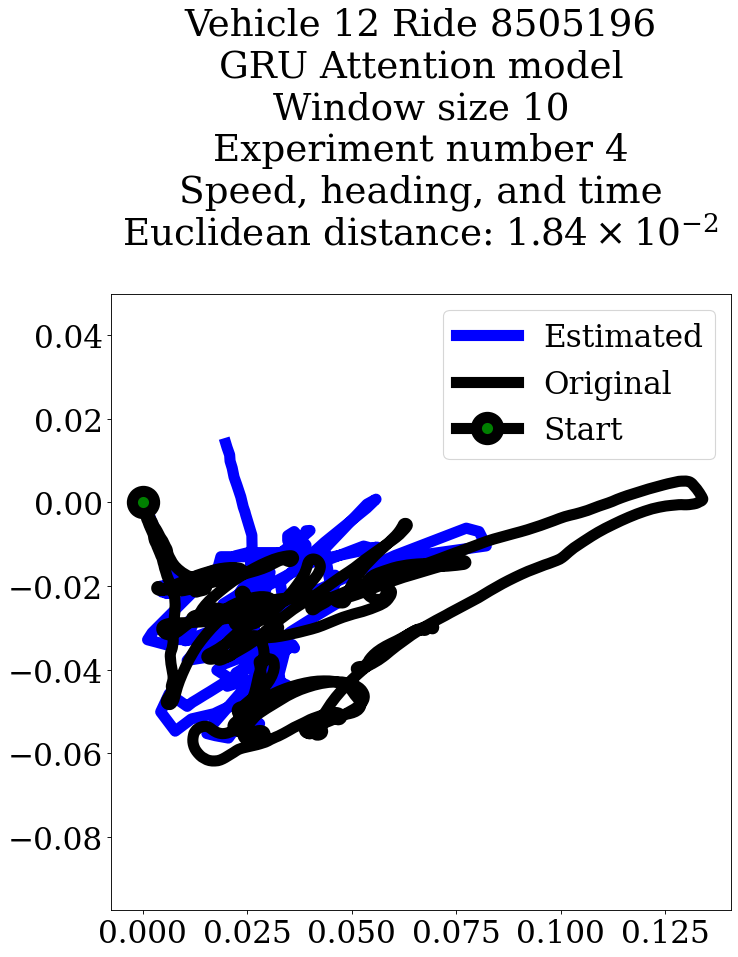 Vehicle 12 Ride 8505196
GRU Attention model
Window size 10
Experiment number 4
Speed, heading, and time
Euclidean distance: 1.84 × 10⁻²
Estimated
Original
Start
0.04
0.02
0.00
−0.02
−0.04
−0.06
−0.08
0.000 0.025 0.050 0.075 0.100 0.125